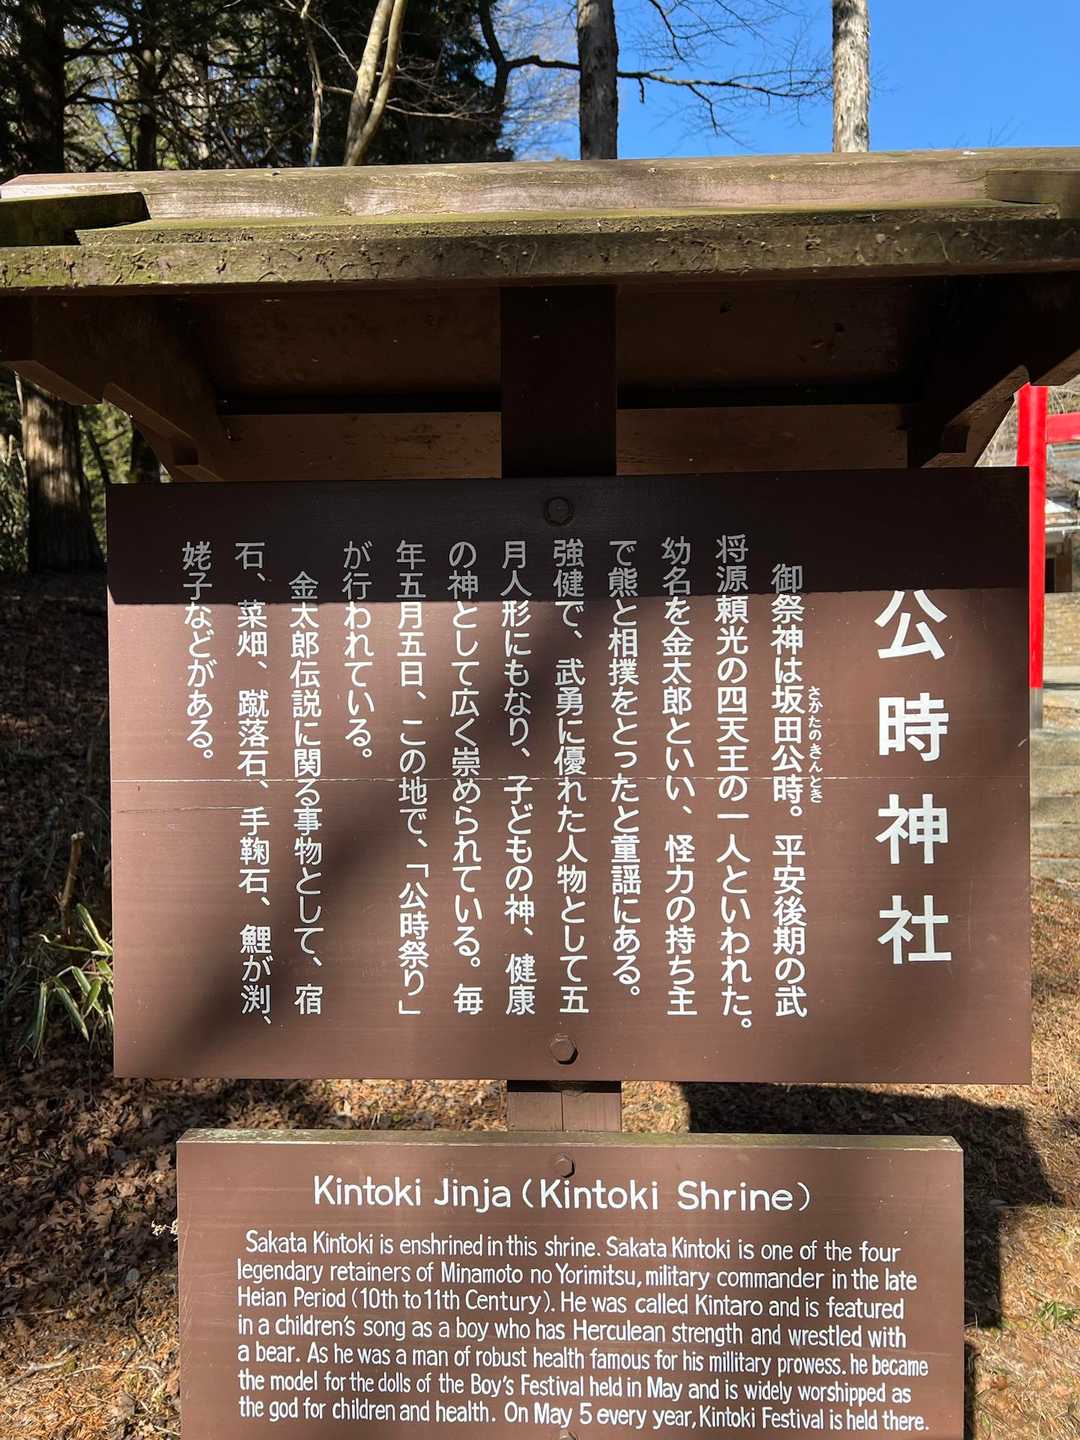 公時神社
御祭神は坂田公時。平安後期の武
さかたのきんとき
将源頼光の四天王の一人といわれた。
幼名を金太郎といい、怪力の持ち主
で熊と相撲をとったと童謡にある。
強健で、武勇に優れた人物として五
月人形にもなり、子どもの神、健康
の神として広く崇められている。毎
年五月五日、この地で、「公時祭り」
が行われている。
金太郎伝説に関る事物として、宿
石、菜畑、蹴落石、手鞠石、鯉が渕、
姥子などがある。
Kintoki Jinja (Kintoki Shrine)
Sakata Kintoki is enshrined in this shrine. Sakata Kintoki is one of the four
legendary retainers of Minamoto no Yorimitsu, military commander in the late
Heian Period (10th to 11th Century). He was called Kintaro and is featured
in a children's song as a boy who has Herculean strength and wrestled with
a bear. As he was a man of robust health famous for his millitary prowess. he became
the model for the dolls of the Boy's Festival held in May and is widely worshipped as
the god for children and health. On May 5 every year, Kintoki Festival is held there.